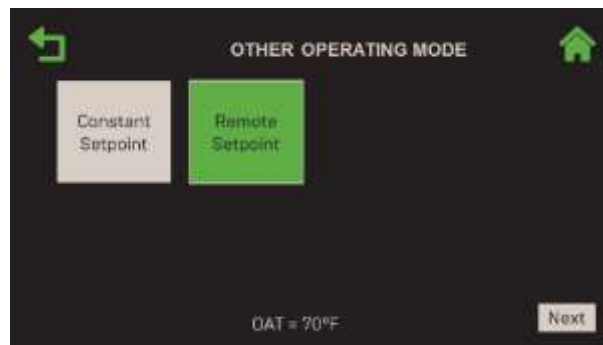 OTHER OPERATING MODE
Constant
Setpoint
Remote
Setpoint
OAT = 70°F
Next